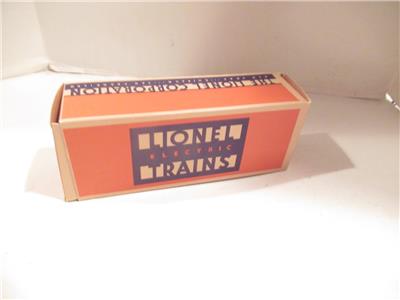 THE LIONEL CORPORATION
LIONEL
ELECTRIC
TRAINS